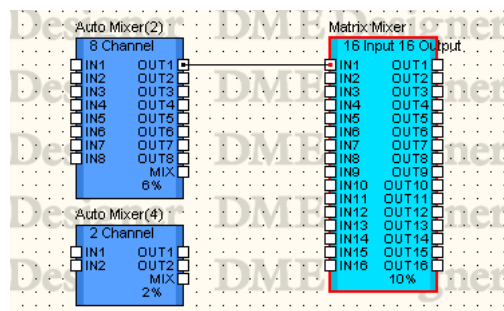 Auto Mixer(2)
8 Channel
IN1 OUT1
IN2 OUT2
IN3 OUT3
IN4 OUT4
IN5 OUT5
IN6 OUT6
IN7 OUT7
IN8 OUT8
MIX
6%
Auto Mixer(4)
2 Channel
IN1 OUT1
IN2 OUT2
MIX
2%
Matrix Mixer
16 Input 16 Output
IN1 OUT1
IN2 OUT2
IN3 OUT3
IN4 OUT4
IN5 OUT5
IN6 OUT6
IN7 OUT7
IN8 OUT8
IN9 OUT9
IN10 OUT10
IN11 OUT11
IN12 OUT12
IN13 OUT13
IN14 OUT14
IN15 OUT15
IN16 OUT16
10%
DME Designer